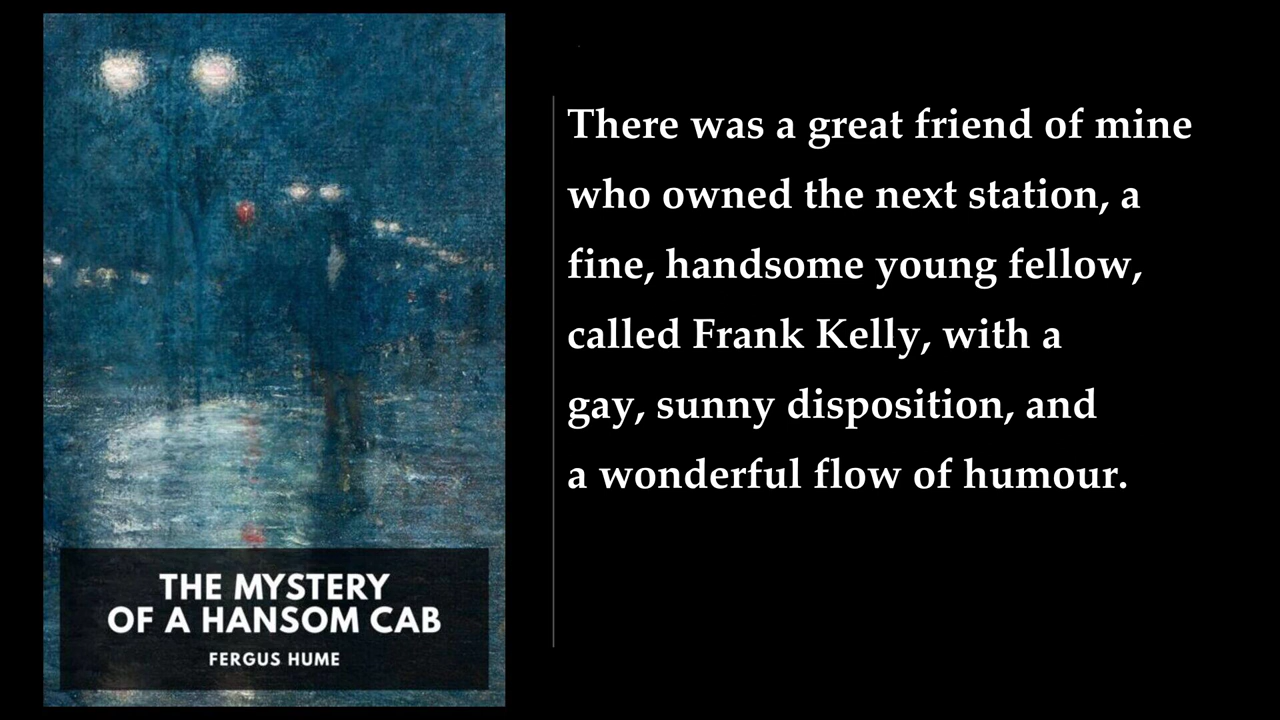 THE MYSTERY
OF A HANSOM CAB
FERGUS HUME
There was a great friend of mine
who owned the next station, a
fine, handsome young fellow,
called Frank Kelly, with a
gay, sunny disposition, and
a wonderful flow of humour.